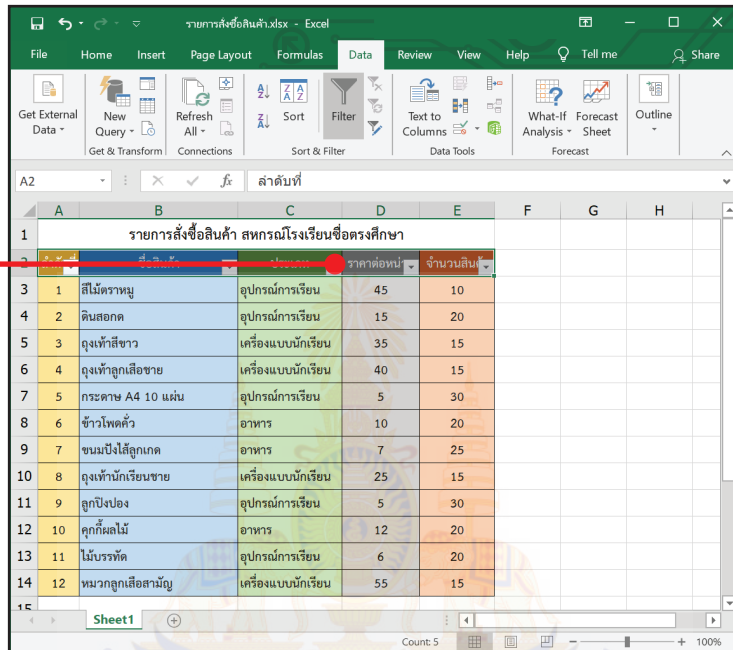 รายการสั่งซื้อสินค้า.xlsx - Excel
File Home Insert Page Layout Formulas Data Review View Help Tell me Share
Get External Data New Query Refresh All Sort Filter Text to Columns What-If Analysis Forecast Sheet Outline
Get & Transform Connections Sort & Filter Data Tools Forecast
A2 fx ลำดับที่
A B C D E F G H
1 รายการสั่งซื้อสินค้า สหกรณ์โรงเรียนซื่อตรงศึกษา
2 ลำดับที่ ชื่อสินค้า ประเภท ราคาต่อหน่ว จำนวนสินค้
3 1 สีไม้ตราหมู อุปกรณ์การเรียน 45 10
4 2 ดินสอกด อุปกรณ์การเรียน 15 20
5 3 ถุงเท้าสีขาว เครื่องแบบนักเรียน 35 15
6 4 ถุงเท้าลูกเสือชาย เครื่องแบบนักเรียน 40 15
7 5 กระดาษ A4 10 แผ่น อุปกรณ์การเรียน 5 30
8 6 ข้าวโพดคั่ว อาหาร 10 20
9 7 ขนมปังไส้ลูกเกด อาหาร 7 25
10 8 ถุงเท้านักเรียนชาย เครื่องแบบนักเรียน 25 15
11 9 ลูกปิงปอง อุปกรณ์การเรียน 5 30
12 10 คุกกี้ผลไม้ อาหาร 12 20
13 11 ไม้บรรทัด อุปกรณ์การเรียน 6 20
14 12 หมวกลูกเสือสามัญ เครื่องแบบนักเรียน 55 15
15
Sheet1
Count: 5 100%